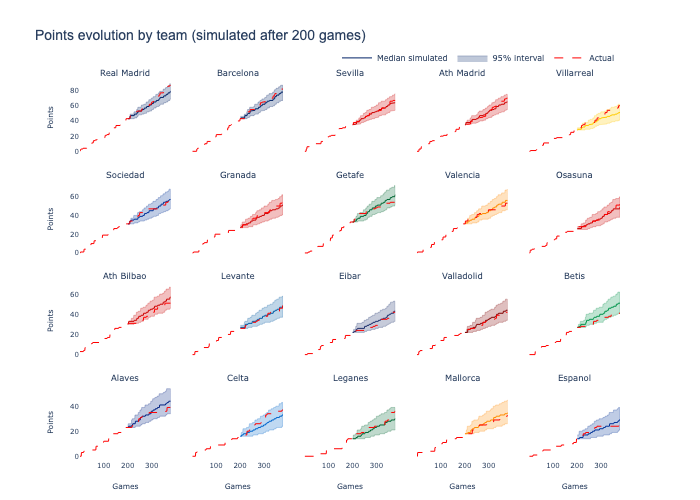 Points evolution by team (simulated after 200 games)
Median simulated 95% interval Actual
Real Madrid Barcelona Sevilla Ath Madrid Villarreal
Points
80
60
40
20
0
Sociedad Granada Getafe Valencia Osasuna
Points
60
40
20
0
Ath Bilbao Levante Eibar Valladolid Betis
Points
60
40
20
0
Alaves Celta Leganes Mallorca Espanol
Points
40
20
0
100 200 300 100 200 300 100 200 300 100 200 300 100 200 300
Games Games Games Games Games